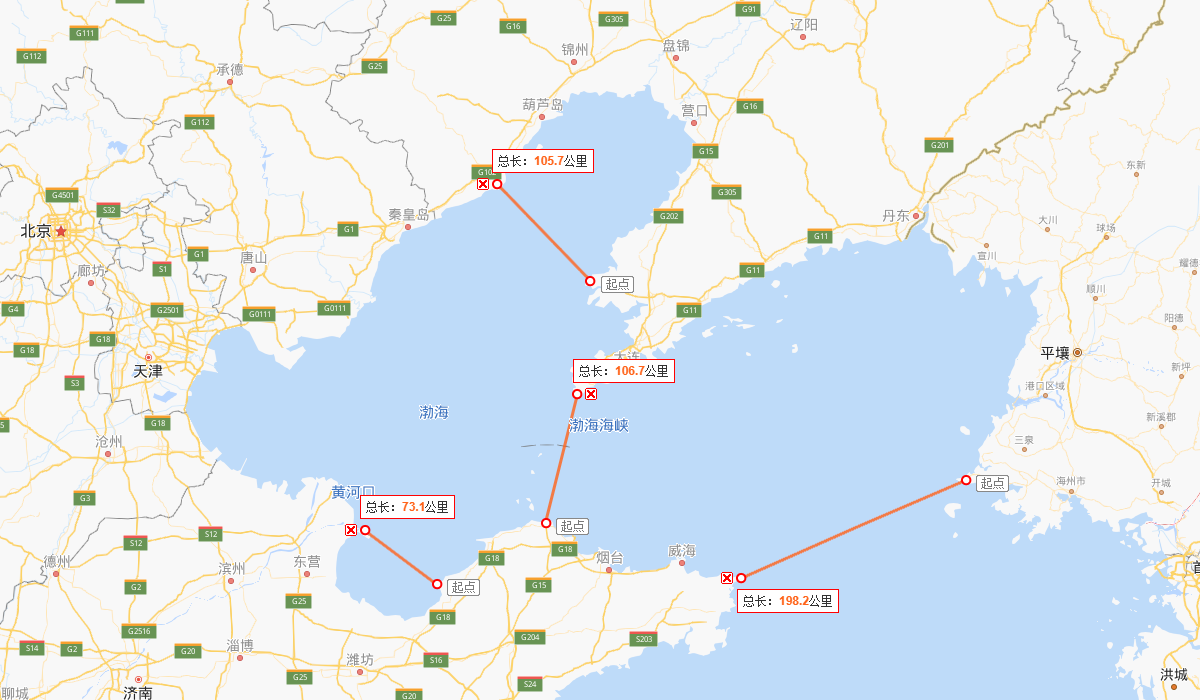 G25
G16
G305
G91
G111
辽阳
G112
锦州
盘锦
承德
G25
葫芦岛
营口
G16
G112
G15
G201
总长：105.7公里
东新
G4501
S32
G305
秦皇岛
G202
丹东
大川
北京
G1
G11
球场
G1
唐山
宣川
廊坊
S1
G11
耀德
起点
顺川
G4
G2501
G0111
G0111
G11
阳德
G18
G18
大连
平壤
天津
总长：106.7公里
新坪
S3
港口区域
渤海
渤海海峡
新溪郡
G18
沧州
三泉
黄河口
起点
海州市
开城
G3
总长：73.1公里
起点
S12
S12
G18
德州
东营
G18
烟台
威海
滨州
G2
G15
起点
G25
总长：198.2公里
G18
G2516
G204
S203
S14
G2
G20
淄博
潍坊
S16
洪城
G25
S24
聊城
济南
G20